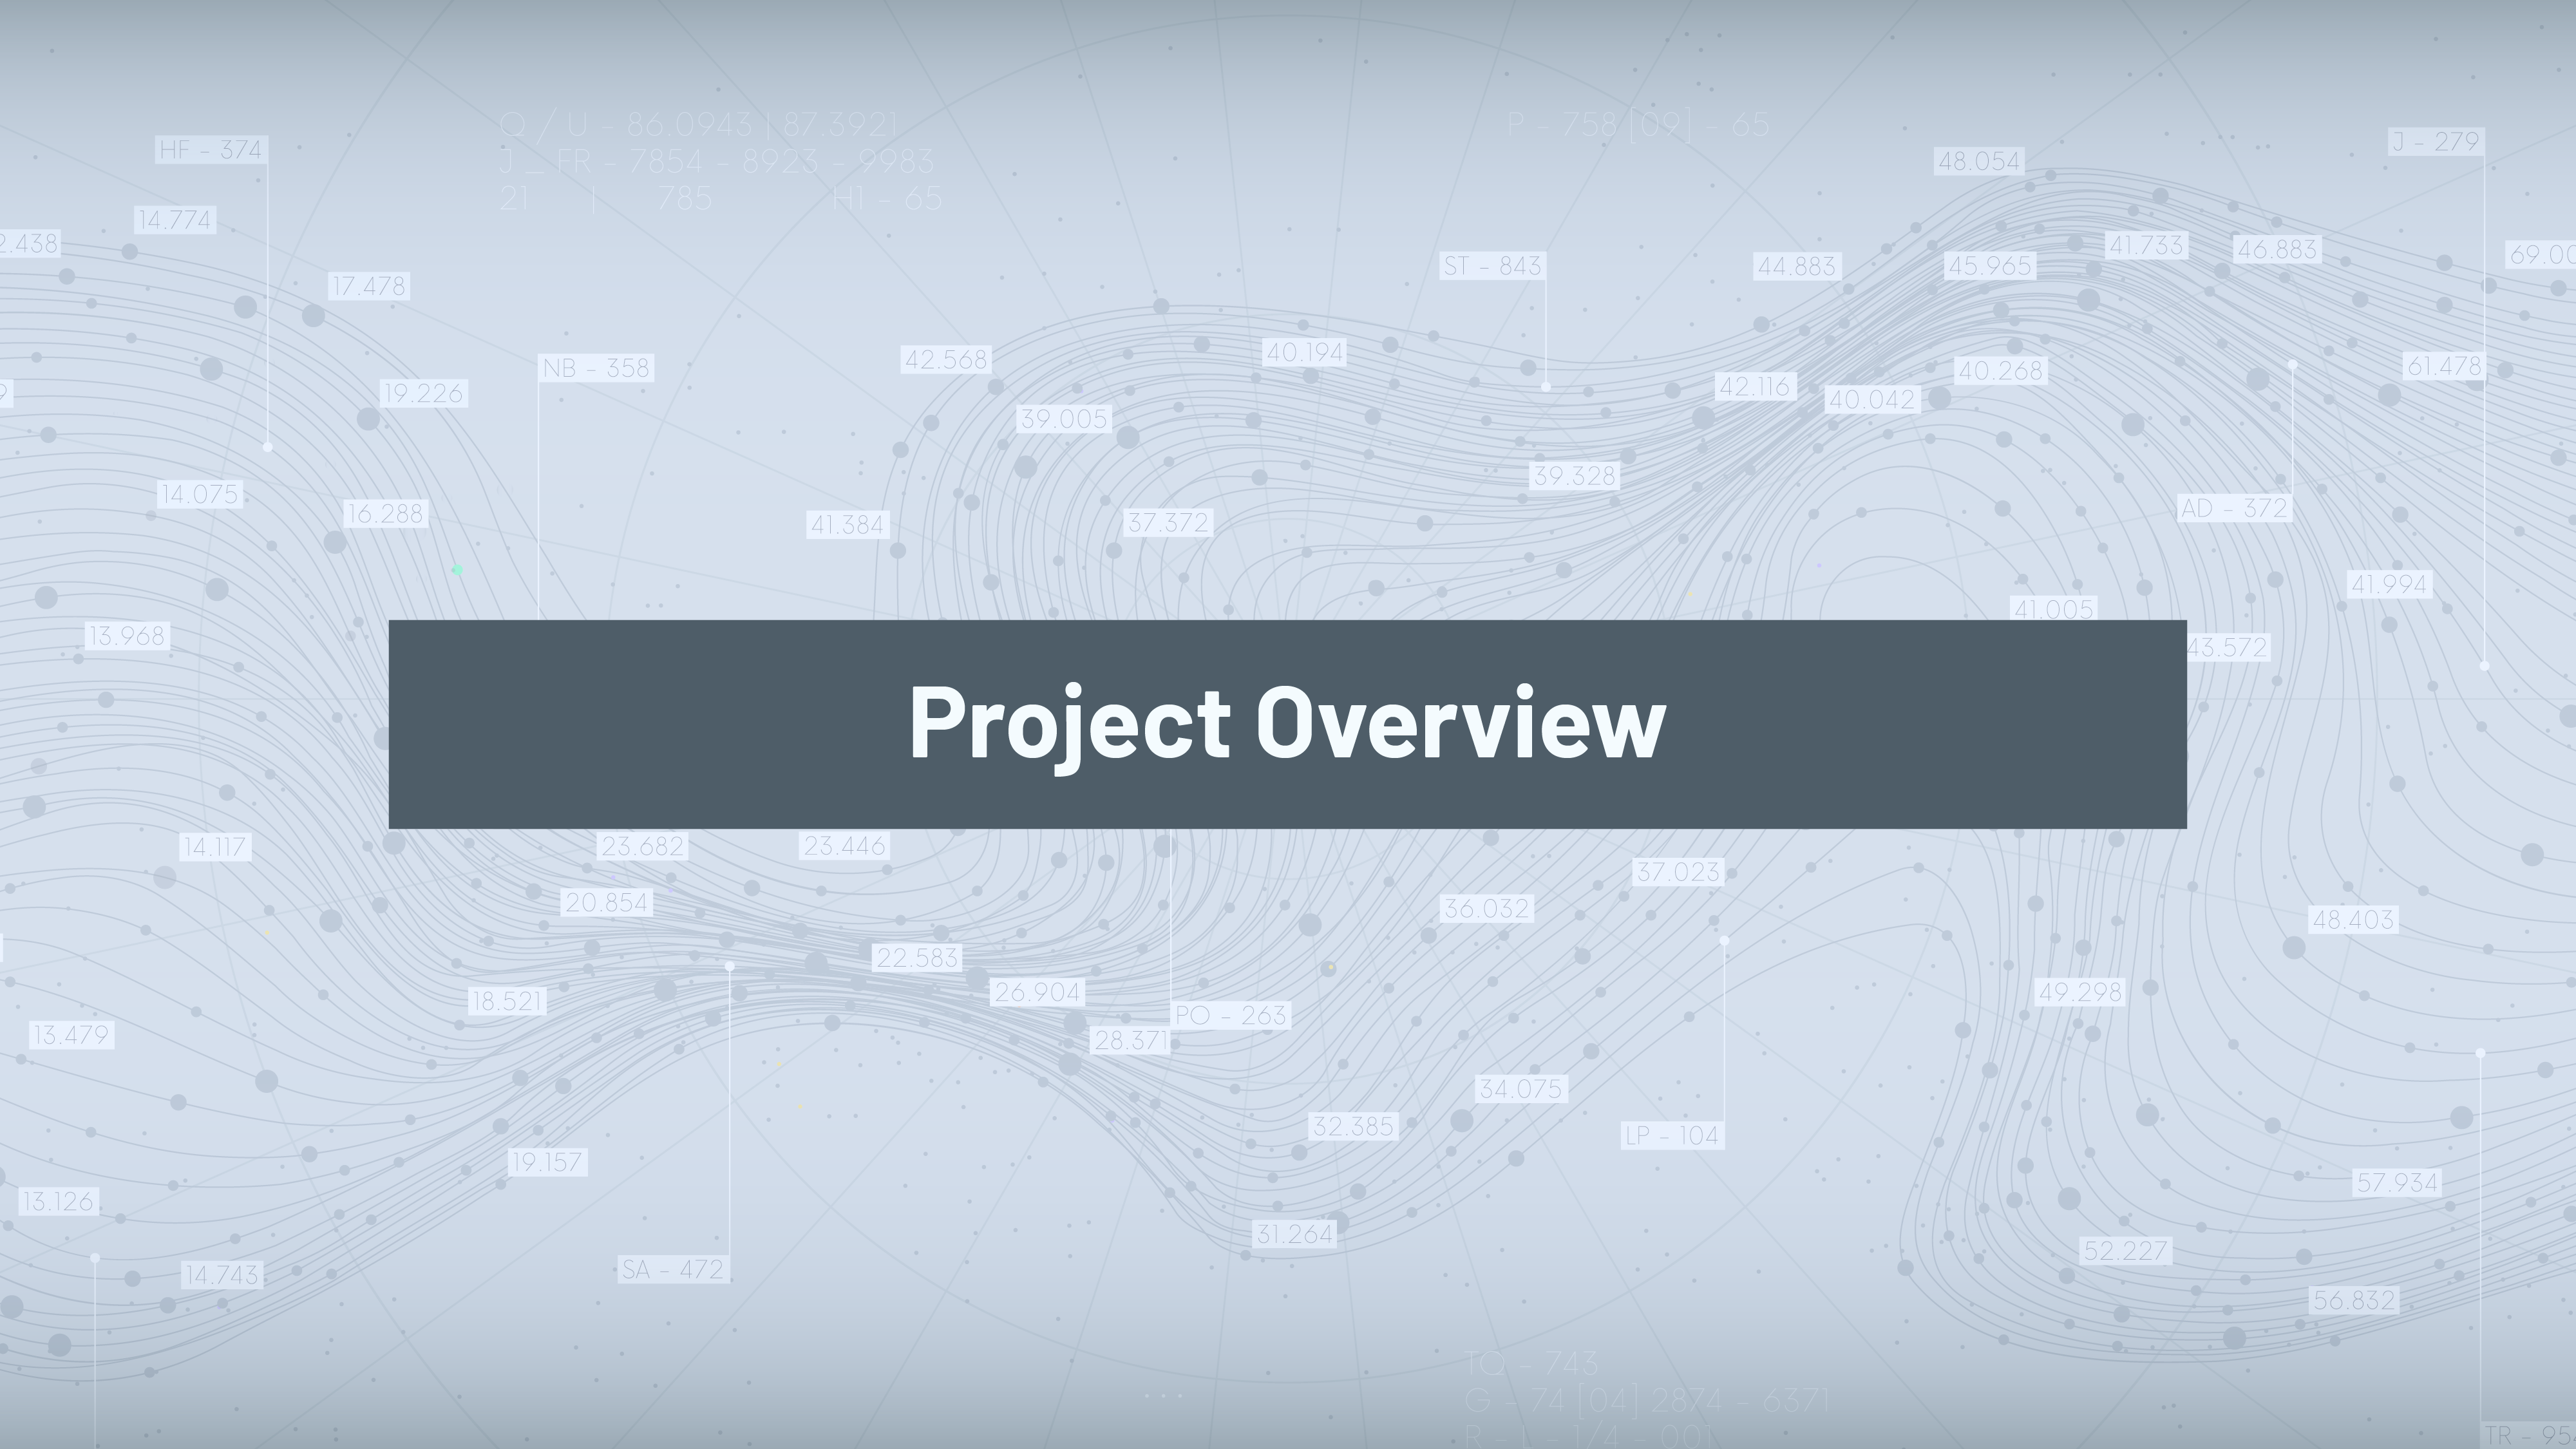 Q / U - 86.0943 | 87.3921
P - 758 [09] - 65
J - 279
HF - 374
J _ FR - 7854 - 8923 - 9983
48.054
21 | 785 H1 - 65
14.774
2.438
41.733
46.883
ST - 843
44.883
45.965
17.478
42.568
40.194
NB - 358
61.478
40.268
42.116
19.226
40.042
39.005
39.328
14.075
AD - 372
16.288
41.384
37.372
41.994
41.005
13.968
43.572
Project Overview
14.117
23.682
23.446
37.023
20.854
36.032
48.403
22.583
26.904
49.298
18.521
PO - 263
13.479
28.371
34.075
32.385
LP - 104
19.157
57.934
13.126
31.264
52.227
SA - 472
14.743
56.832
TQ - 743
G - 74 [04] 2874 - 6371
R - L - 1/4 - 001
TR - 95